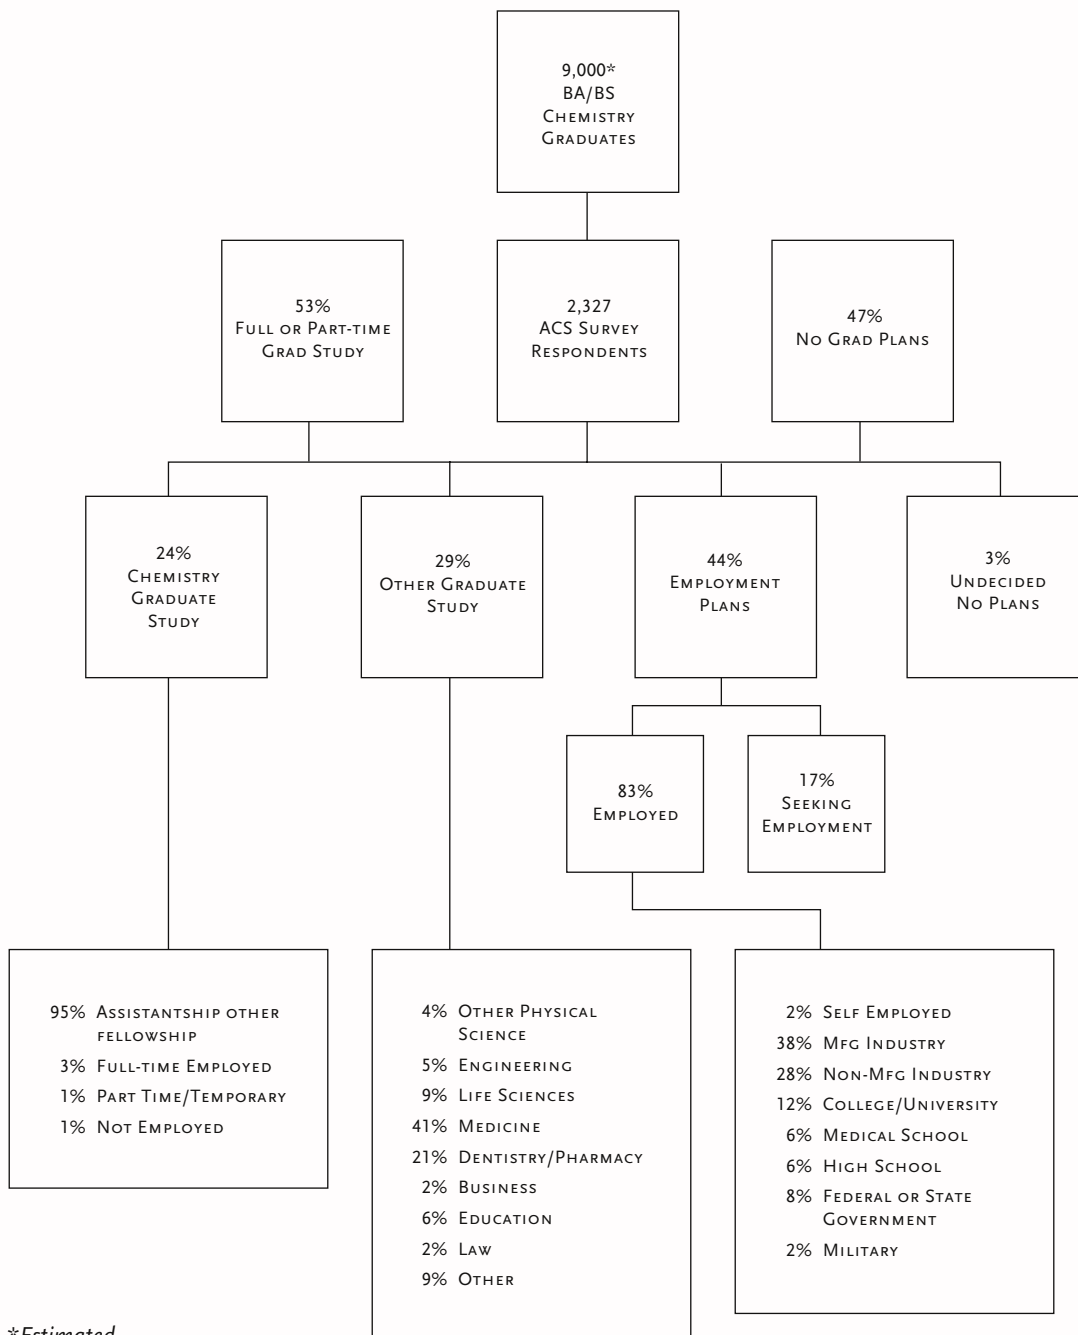 9,000*
BA/BS
Chemistry
Graduates
53%
Full or Part-time
Grad Study
2,327
ACS Survey
Respondents
47%
No Grad Plans
24%
Chemistry
Graduate
Study
29%
Other Graduate
Study
44%
Employment
Plans
3%
Undecided
No Plans
83%
Employed
17%
Seeking
Employment
95% Assistantship other
fellowship
3% Full-time Employed
1% Part Time/Temporary
1% Not Employed
4% Other Physical
Science
5% Engineering
9% Life Sciences
41% Medicine
21% Dentistry/Pharmacy
2% Business
6% Education
2% Law
9% Other
2% Self Employed
38% Mfg Industry
28% Non-Mfg Industry
12% College/University
6% Medical School
6% High School
8% Federal or State
Government
2% Military
*Estimated